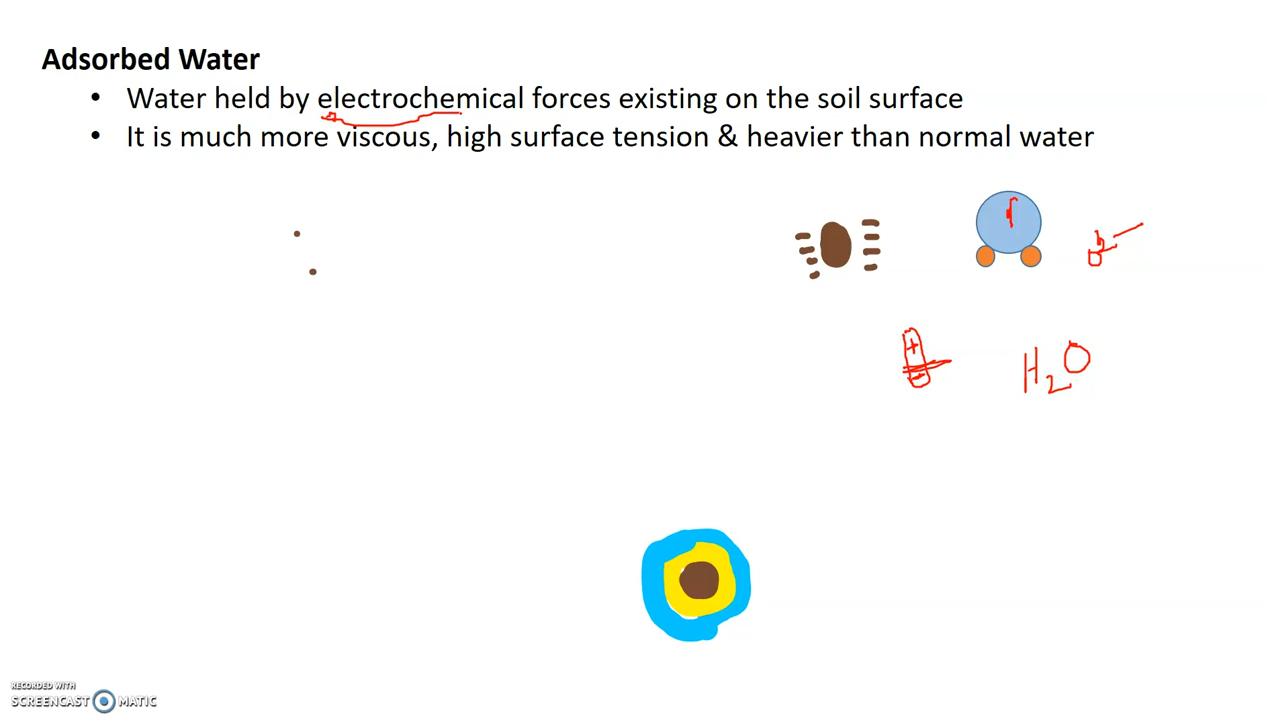 Adsorbed Water
• Water held by electrochemical forces existing on the soil surface
• It is much more viscous, high surface tension & heavier than normal water
+
H2O
RECORDED WITH
SCREENCAST MATIC